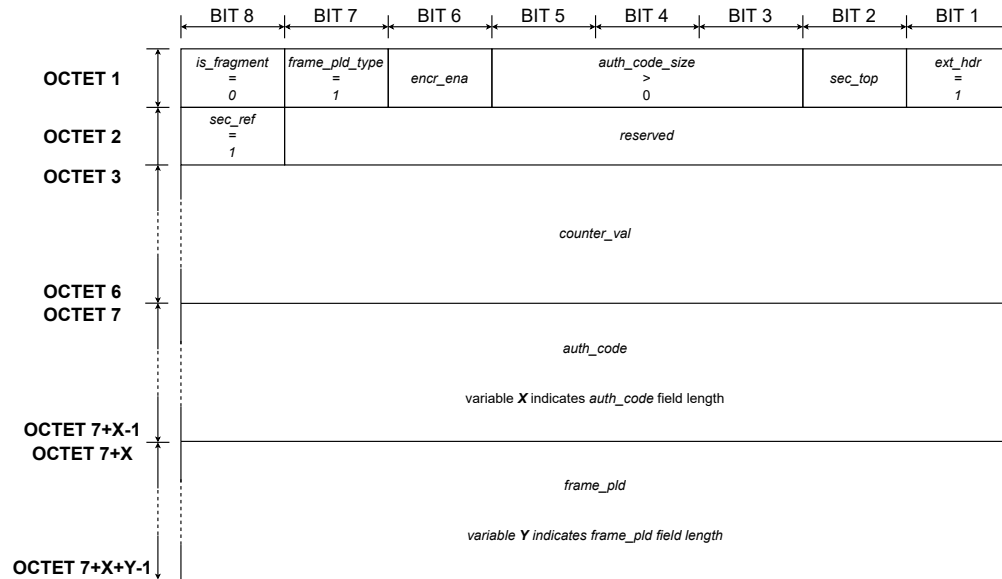 BIT 8 BIT 7 BIT 6 BIT 5 BIT 4 BIT 3 BIT 2 BIT 1
OCTET 1
is_fragment
=
0
frame_pld_type
=
1
encr_ena
auth_code_size
>
0
sec_top
ext_hdr
=
1
OCTET 2
sec_ref
=
1
reserved
OCTET 3
counter_val
OCTET 6
OCTET 7
auth_code
variable X indicates auth_code field length
OCTET 7+X-1
OCTET 7+X
frame_pld
variable Y indicates frame_pld field length
OCTET 7+X+Y-1